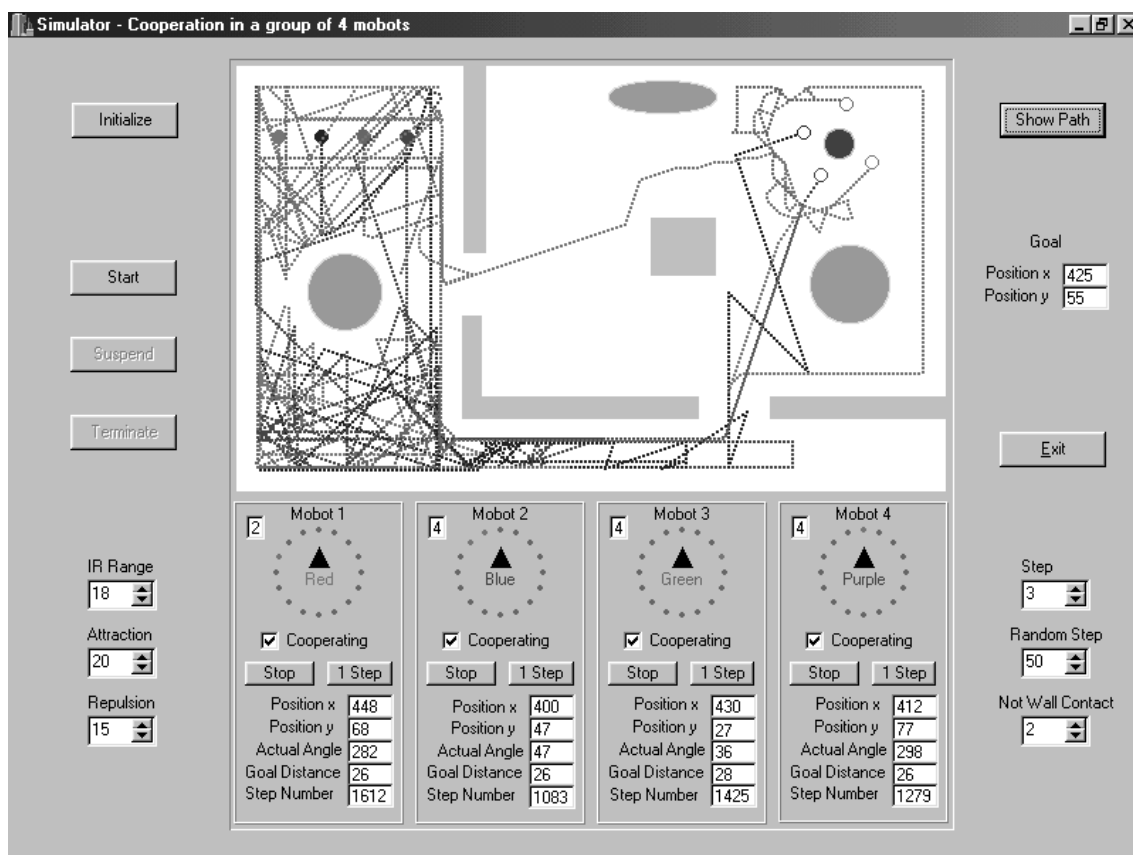 Simulator - Cooperation in a group of 4 mobots
Initialize
Start
Suspend
Terminate
IR Range
18
Attraction
20
Repulsion
15
Show Path
Goal
Position x 425
Position y 55
Exit
Step
3
Random Step
50
Not Wall Contact
2
2 Mobot 1
Red
Cooperating
Stop 1 Step
Position x 448
Position y 68
Actual Angle 282
Goal Distance 26
Step Number 1612
4 Mobot 2
Blue
Cooperating
Stop 1 Step
Position x 400
Position y 47
Actual Angle 47
Goal Distance 26
Step Number 1083
4 Mobot 3
Green
Cooperating
Stop 1 Step
Position x 430
Position y 27
Actual Angle 36
Goal Distance 28
Step Number 1425
4 Mobot 4
Purple
Cooperating
Stop 1 Step
Position x 412
Position y 77
Actual Angle 298
Goal Distance 26
Step Number 1279